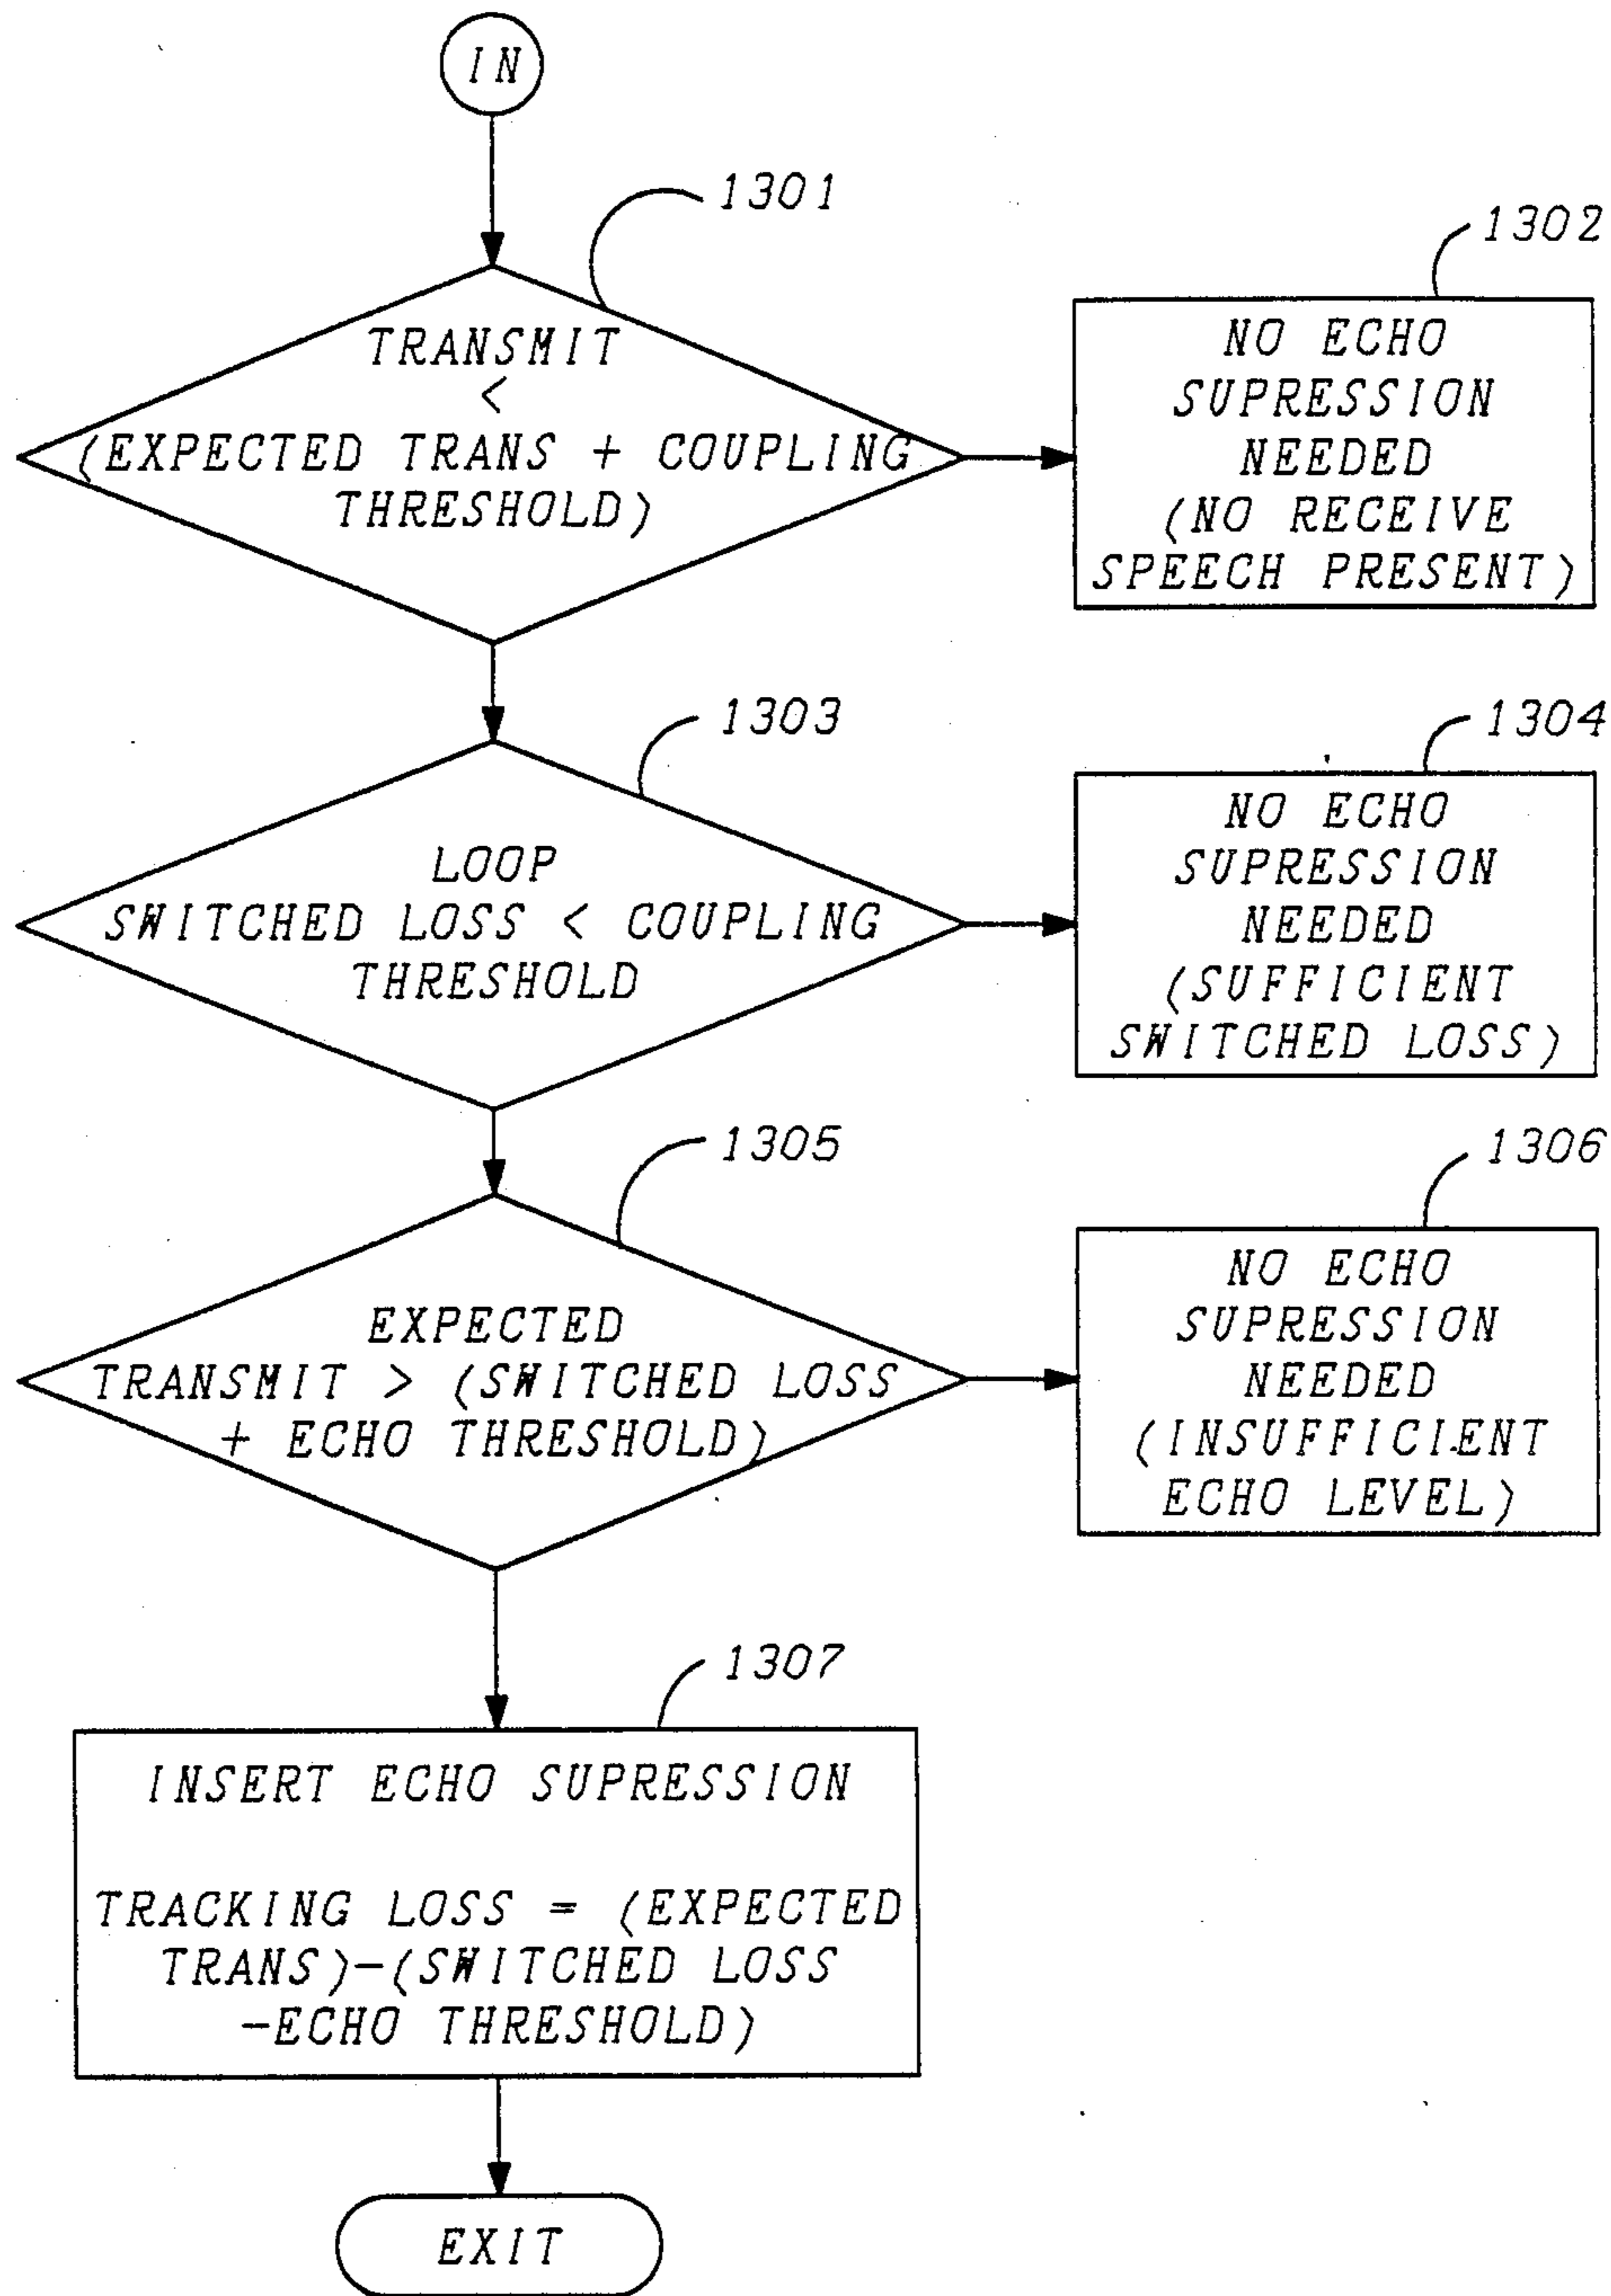 IN
1301
TRANSMIT
<
(EXPECTED TRANS + COUPLING
THRESHOLD)
1302
NO ECHO
SUPRESSION
NEEDED
(NO RECEIVE
SPEECH PRESENT)
1303
LOOP
SWITCHED LOSS < COUPLING
THRESHOLD
1304
NO ECHO
SUPRESSION
NEEDED
(SUFFICIENT
SWITCHED LOSS)
1305
EXPECTED
TRANSMIT > (SWITCHED LOSS
+ ECHO THRESHOLD)
1306
NO ECHO
SUPRESSION
NEEDED
(INSUFFICIENT
ECHO LEVEL)
1307
INSERT ECHO SUPRESSION
TRACKING LOSS = (EXPECTED
TRANS)-(SWITCHED LOSS
-ECHO THRESHOLD)
EXIT